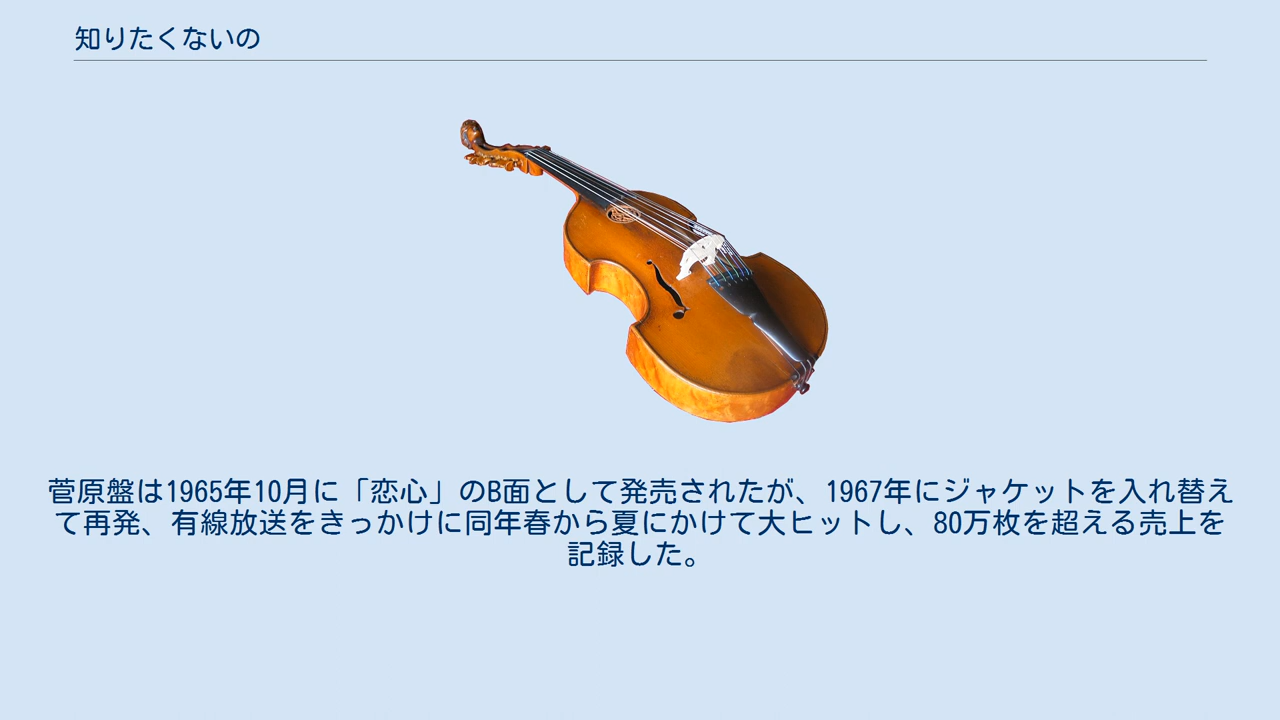 知りたくないの
菅原盤は1965年10月に「恋心」のB面として発売されたが、1967年にジャケットを入れ替え
て再発、有線放送をきっかけに同年春から夏にかけて大ヒットし、80万枚を超える売上を
記録した。